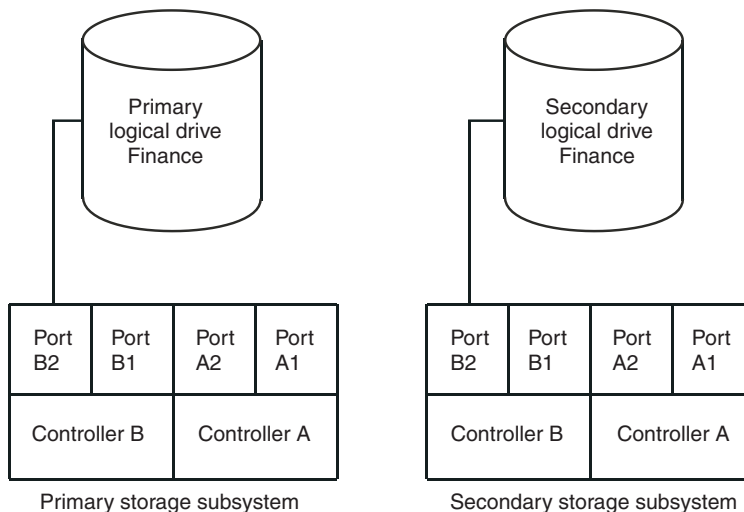 Primary
logical drive
Finance
Secondary
logical drive
Finance
Port
B2
Port
B1
Port
A2
Port
A1
Controller B
Controller A
Primary storage subsystem
Port
B2
Port
B1
Port
A2
Port
A1
Controller B
Controller A
Secondary storage subsystem